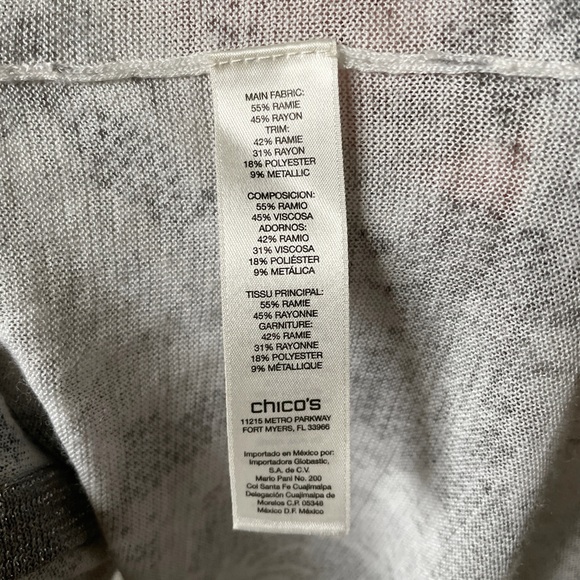 MAIN FABRIC:
55% RAMIE
45% RAYON
TRIM:
42% RAMIE
31% RAYON
18% POLYESTER
9% METALLIC
COMPOSICION:
55% RAMIO
45% VISCOSA
ADORNOS:
42% RAMIO
31% VISCOSA
18% POLIÉSTER
9% METÁLICA
TISSU PRINCIPAL:
55% RAMIE
45% RAYONNE
GARNITURE:
42% RAMIE
31% RAYONNE
18% POLYESTER
9% MÉTALLIQUE
chico's
11215 METRO PARKWAY
FORT MYERS, FL 33966
Importado en México por:
Importadora Globastic,
S.A. de C.V.
Mario Pani No. 200
Col Santa Fe Cuajimalpa
Delegación Cuajimalpa de
Morelos C.P. 05348
México D.F. México